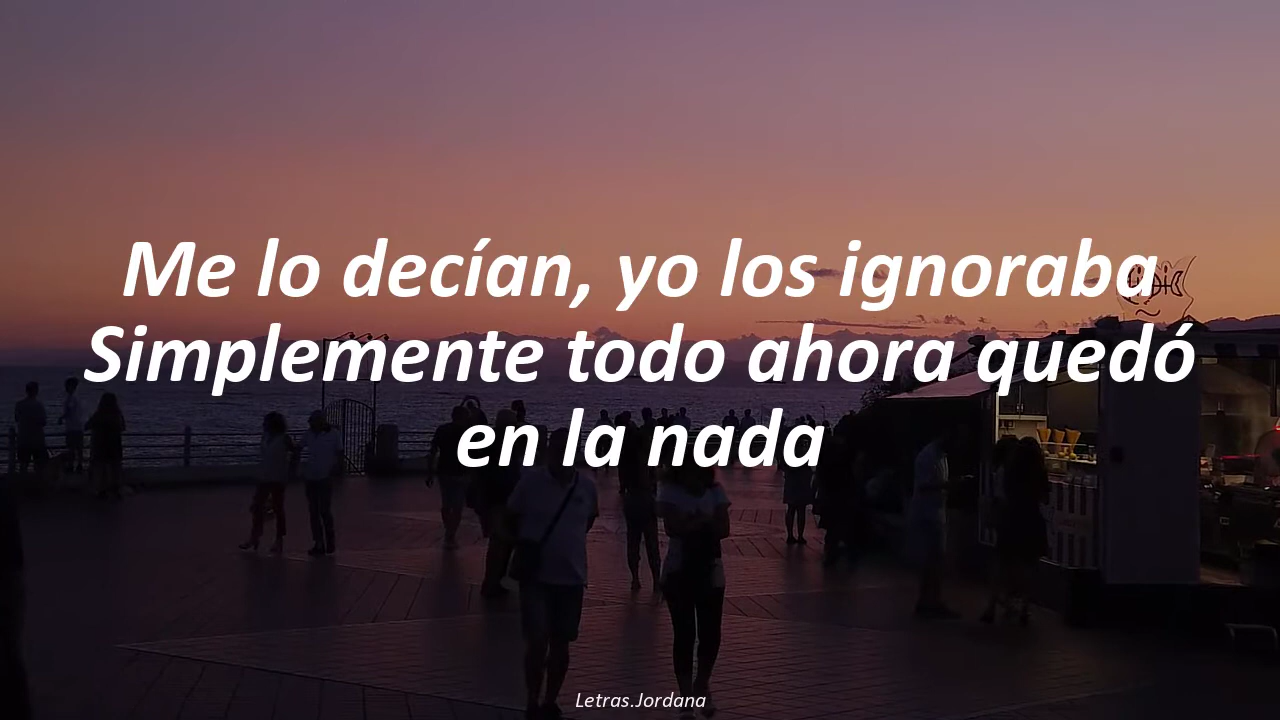 Me lo decían, yo los ignoraba
Simplemente todo ahora quedó
en la nada
Letras.Jordana